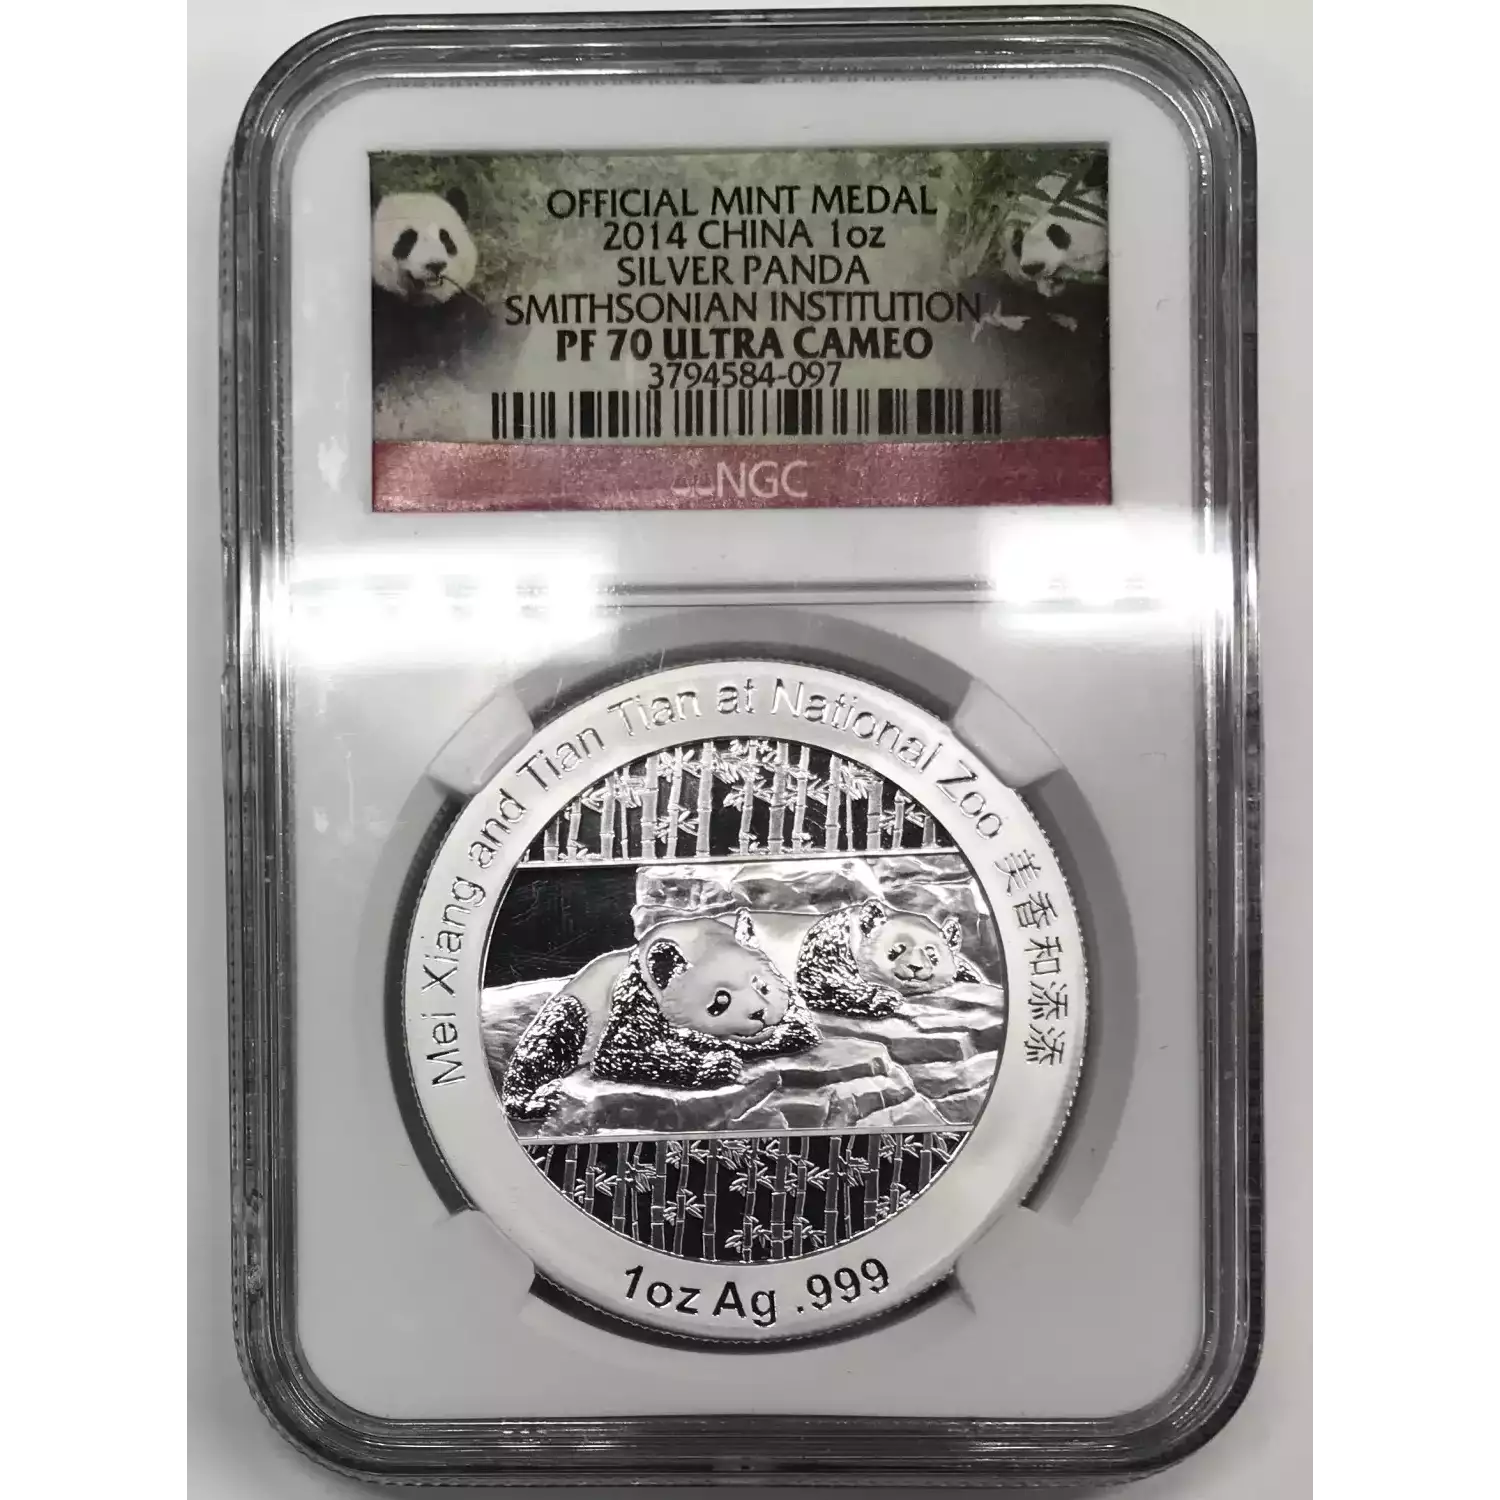 OFFICIAL MINT MEDAL
2014 CHINA 1oz
SILVER PANDA
SMITHSONIAN INSTITUTION
PF 70 ULTRA CAMEO
3794584-097
NGC
Mei Xiang and Tian Tian at National Zoo 美香和添添
1oz Ag .999